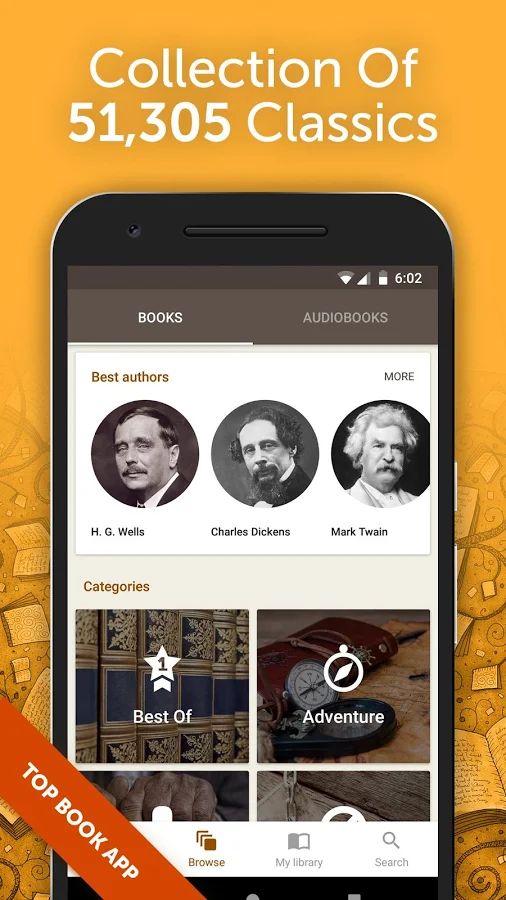 Collection Of
51,305 Classics
6:02
BOOKS
AUDIOBOOKS
Best authors
MORE
H. G. Wells
Charles Dickens
Mark Twain
Categories
1
Best Of
Adventure
TOP BOOK APP
Browse
My library
Search